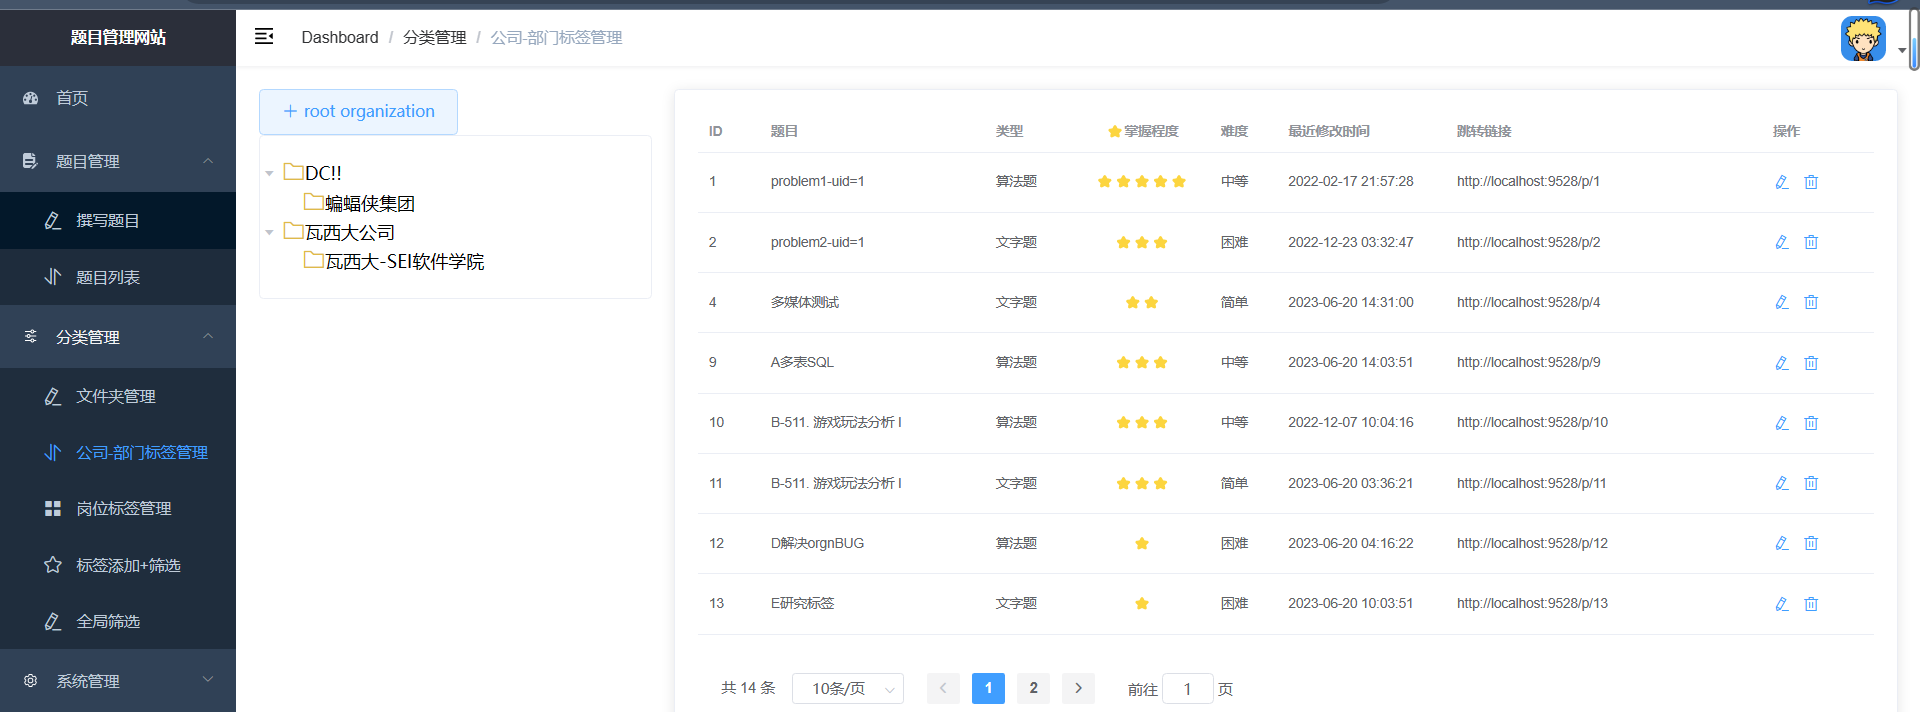 题目管理网站
Dashboard / 分类管理 / 公司-部门标签管理
首页
题目管理
撰写题目
题目列表
分类管理
文件夹管理
公司-部门标签管理
岗位标签管理
标签添加+筛选
全局筛选
系统管理
+ root organization
DC!!
蝙蝠侠集团
瓦西大公司
瓦西大-SEI软件学院
ID 题目 类型 掌握程度 难度 最近修改时间 跳转链接 操作
1 problem1-uid=1 算法题 中等 2022-02-17 21:57:28 http://localhost:9528/p/1
2 problem2-uid=1 文字题 困难 2022-12-23 03:32:47 http://localhost:9528/p/2
4 多媒体测试 文字题 简单 2023-06-20 14:31:00 http://localhost:9528/p/4
9 A多表SQL 算法题 中等 2023-06-20 14:03:51 http://localhost:9528/p/9
10 B-511. 游戏玩法分析 I 算法题 中等 2022-12-07 10:04:16 http://localhost:9528/p/10
11 B-511. 游戏玩法分析 I 文字题 简单 2023-06-20 03:36:21 http://localhost:9528/p/11
12 D解决orgnBUG 算法题 困难 2023-06-20 04:16:22 http://localhost:9528/p/12
13 E研究标签 文字题 困难 2023-06-20 10:03:51 http://localhost:9528/p/13
共 14 条 10条/页 1 2 前往 1 页